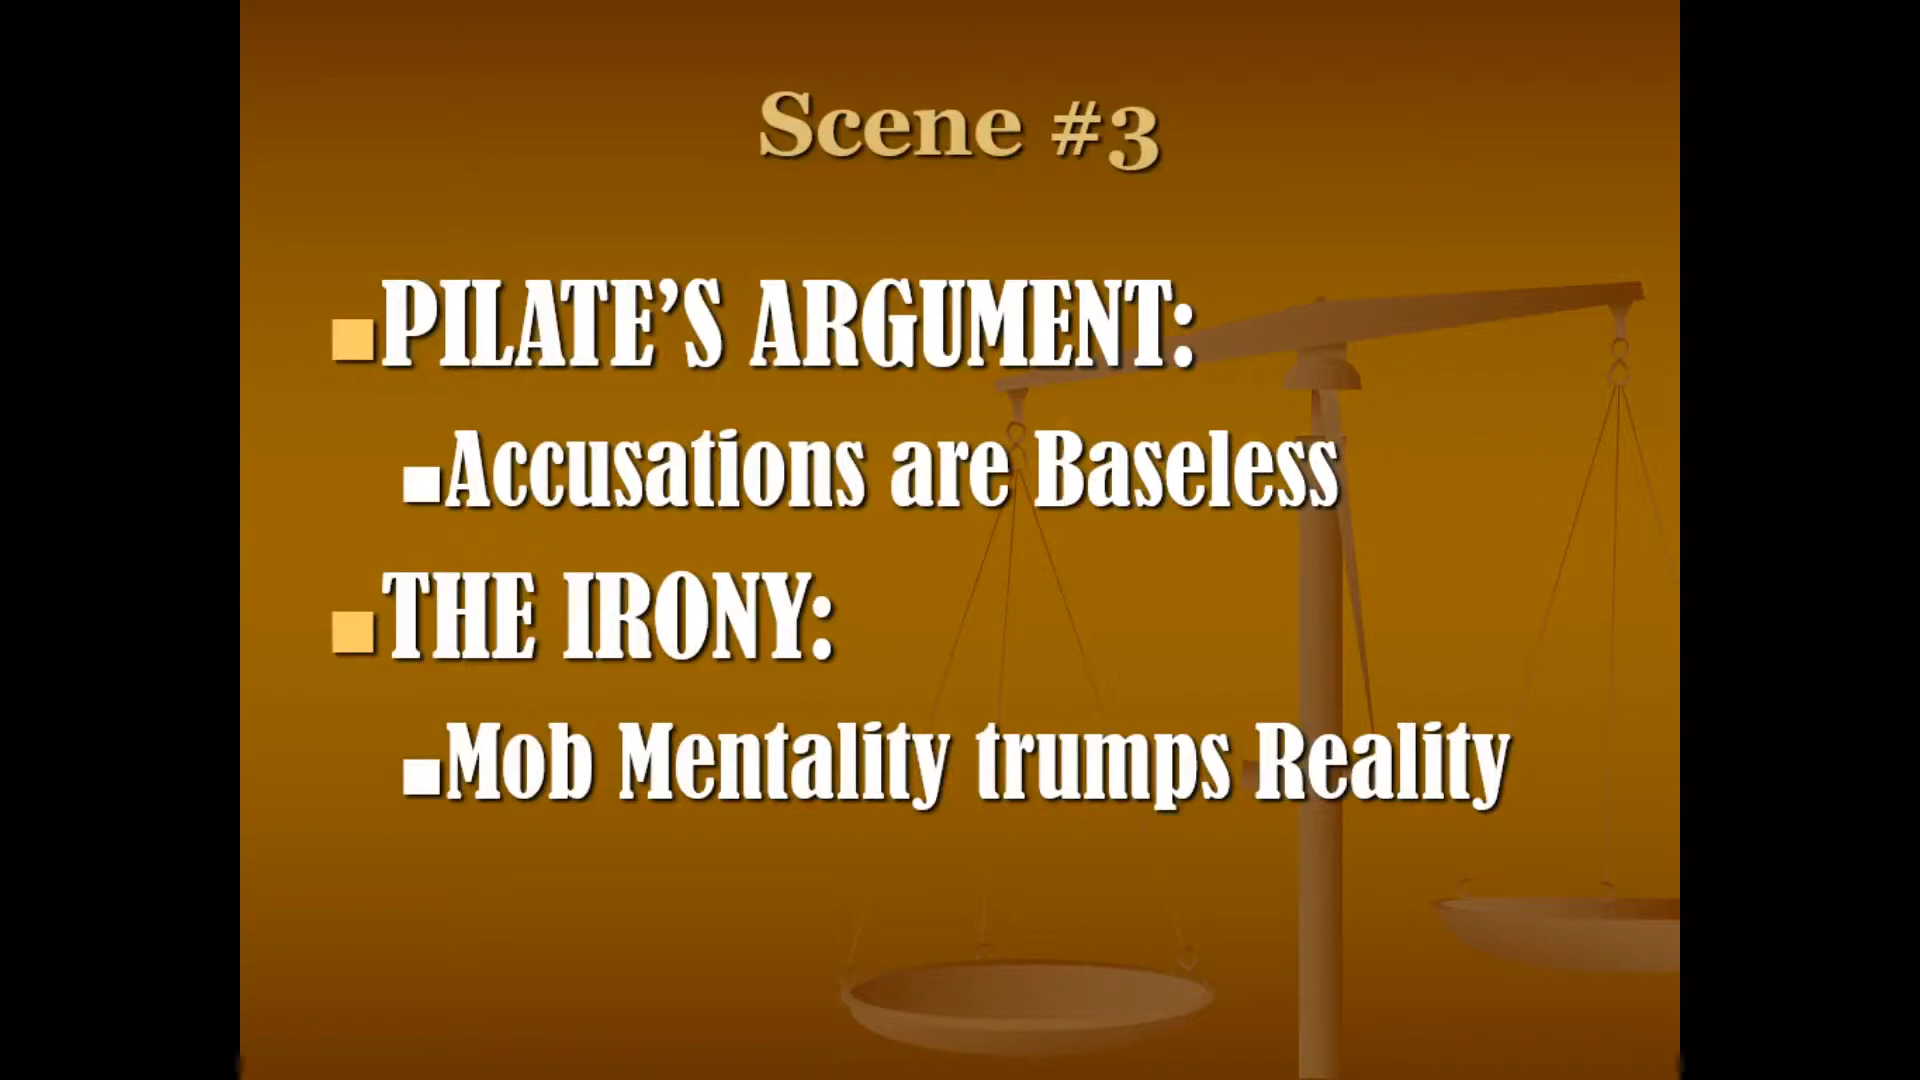 Scene #3
PILATE’S ARGUMENT:
Accusations are Baseless
THE IRONY:
Mob Mentality trumps Reality